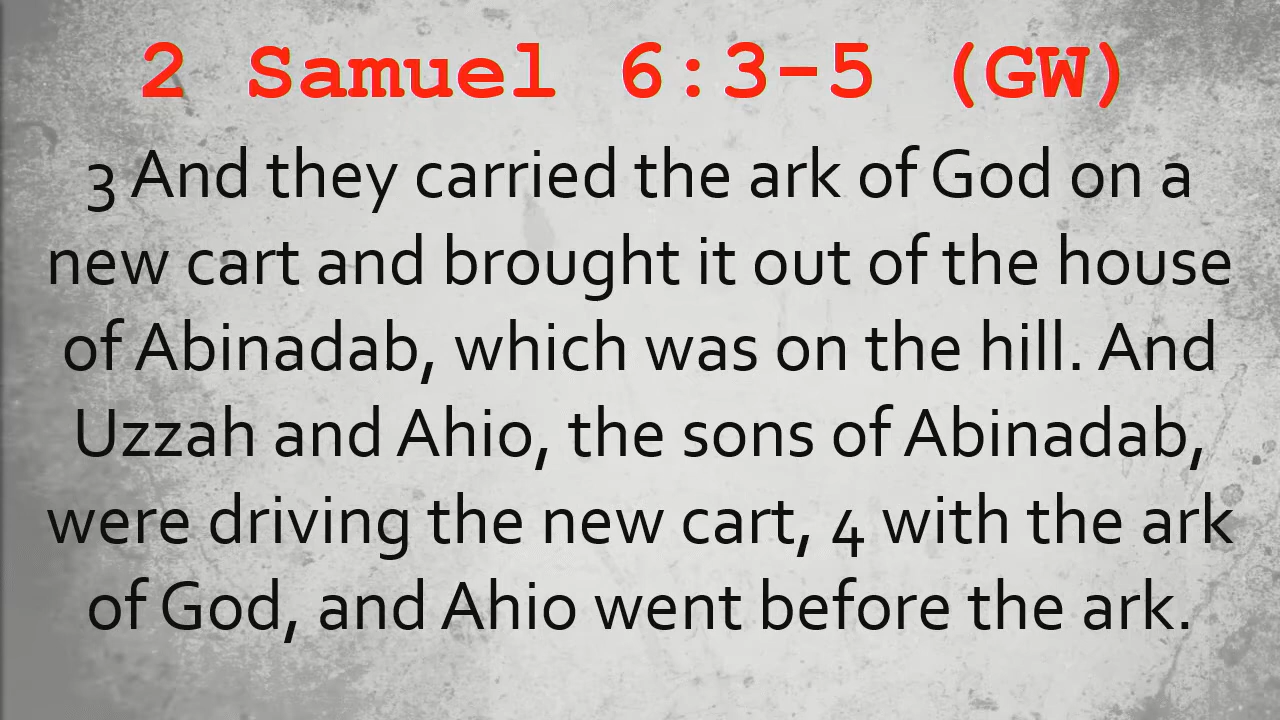 2 Samuel 6:3-5 (GW)
3 And they carried the ark of God on a
new cart and brought it out of the house
of Abinadab, which was on the hill. And
Uzzah and Ahio, the sons of Abinadab,
were driving the new cart, 4 with the ark
of God, and Ahio went before the ark.